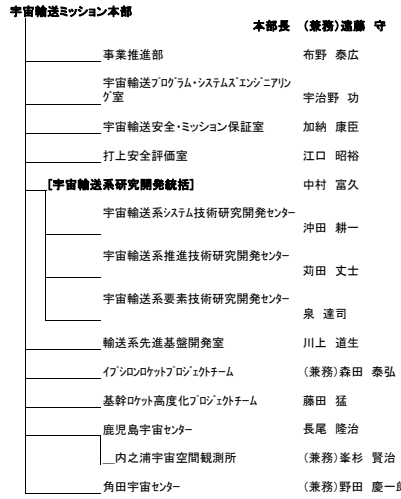 宇宙輸送ミッション本部
本部長 (兼務)遠藤 守
事業推進部 布野 泰広
宇宙輸送プログラム・システムズエンジニアリン
グ室 宇治野 功
宇宙輸送安全・ミッション保証室 加納 康臣
打上安全評価室 江口 昭裕
[宇宙輸送系研究開発統括] 中村 富久
宇宙輸送系システム技術研究開発センター
沖田 耕一
宇宙輸送系推進技術研究開発センター
苅田 丈士
宇宙輸送系要素技術研究開発センター
泉 達司
輸送系先進基盤開発室 川上 道生
イプシロンロケットプロジェクトチーム (兼務)森田 泰弘
基幹ロケット高度化プロジェクトチーム 藤田 猛
鹿児島宇宙センター 長尾 隆治
__内之浦宇宙空間観測所 (兼務)峯杉 賢治
角田宇宙センター (兼務)野田 慶一